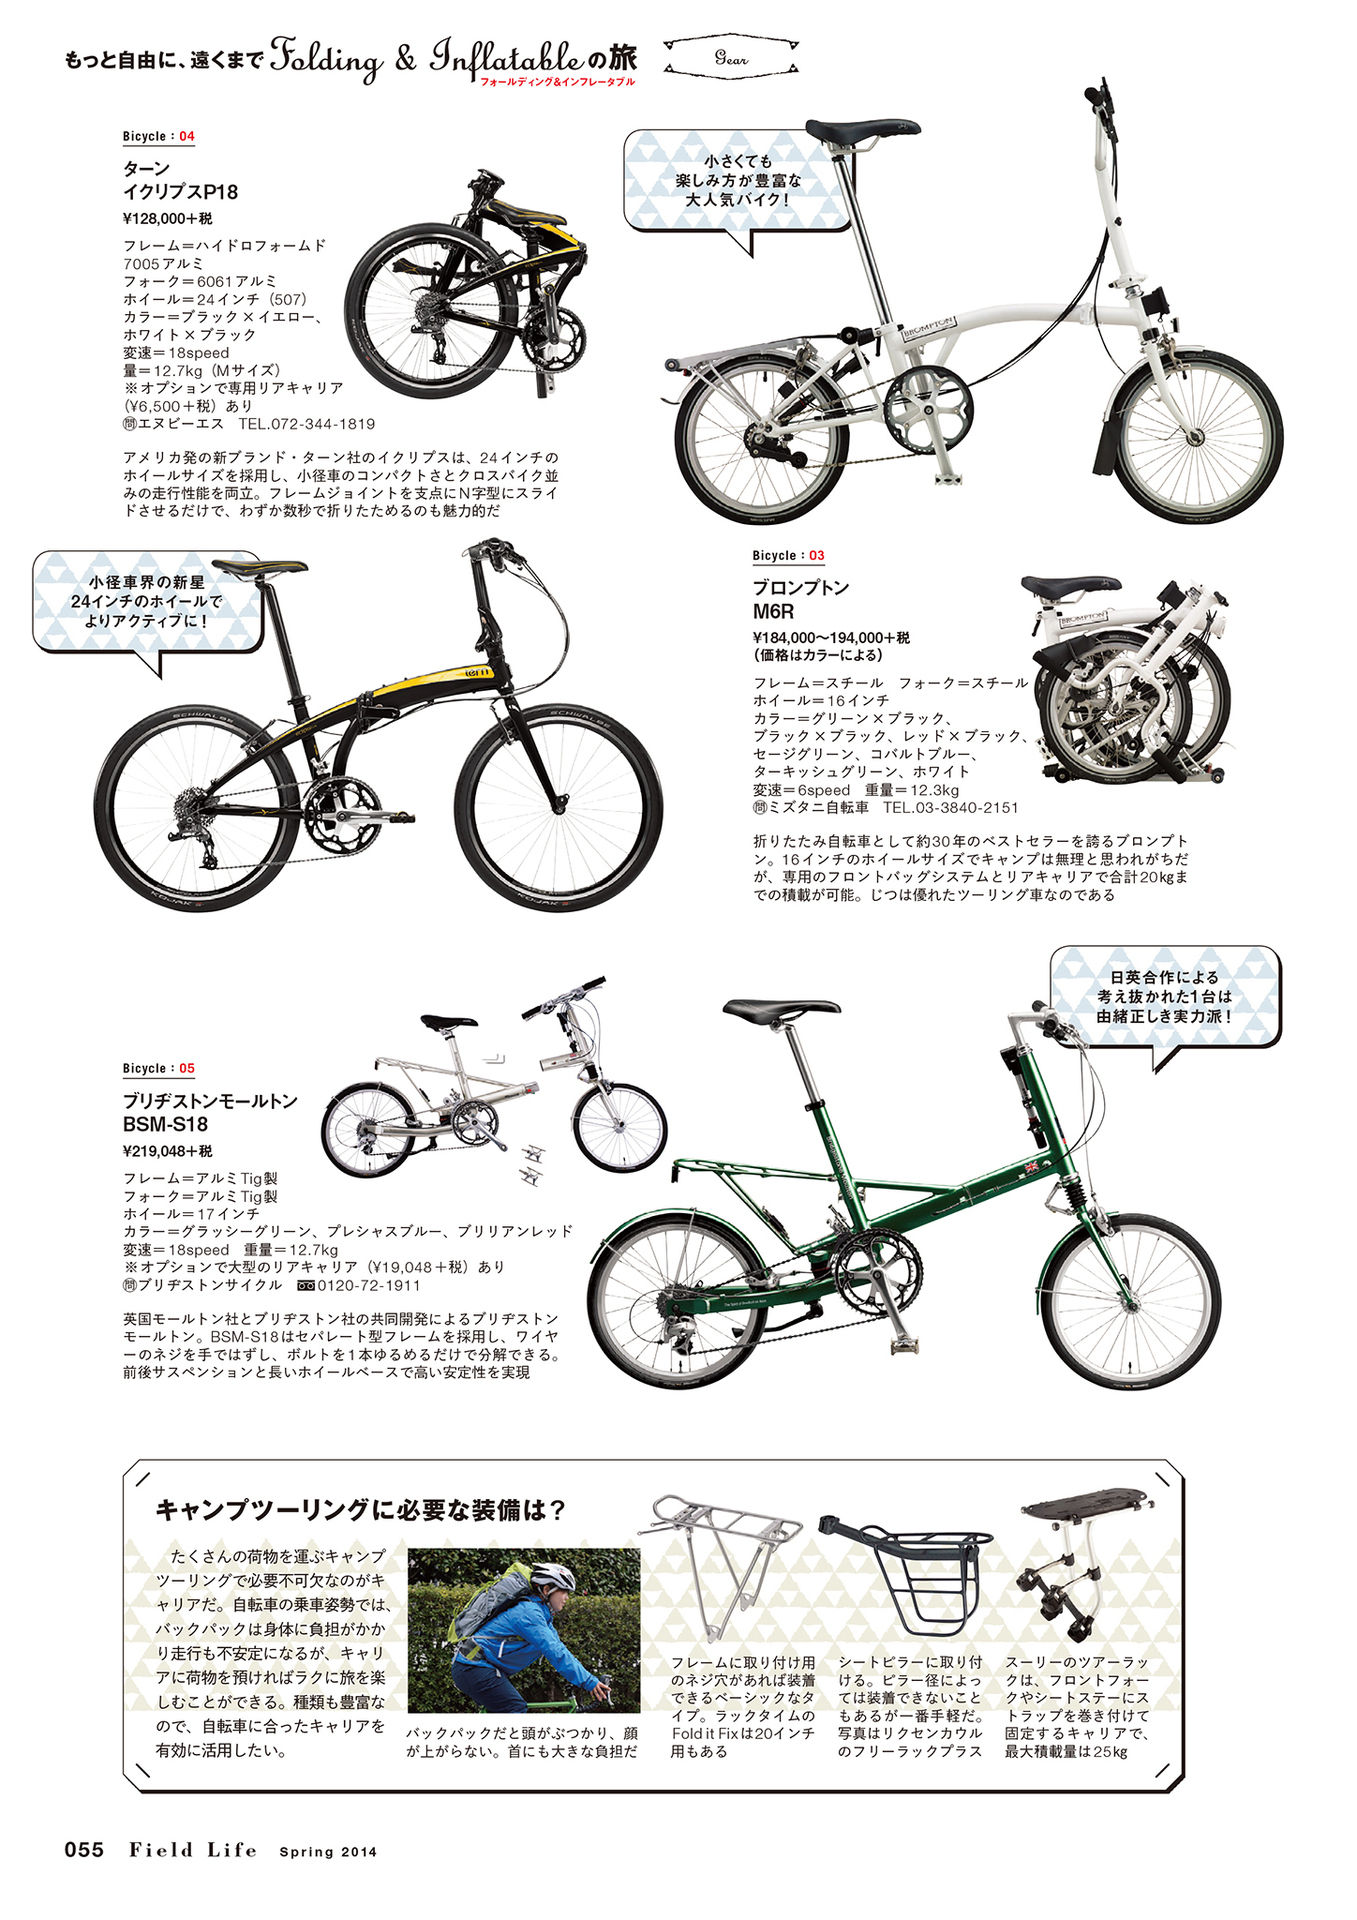 もっと自由に、遠くまで Folding & Inflatableの旅
フォールディング&インフレータブル
Gear
Bicycle：04
ターン
イクリプスP18
¥128,000+税
フレーム＝ハイドロフォームド
7005アルミ
フォーク＝6061アルミ
ホイール＝24インチ（507）
カラー＝ブラック×イエロー、
ホワイト×ブラック
変速＝18speed
量＝12.7kg（Mサイズ）
※オプションで専用リアキャリア
（¥6,500＋税）あり
㉄エヌビーエス　TEL.072-344-1819
アメリカ発の新ブランド・ターン社のイクリプスは、24インチの
ホイールサイズを採用し、小径車のコンパクトさとクロスバイク並
みの走行性能を両立。フレームジョイントを支点にN字型にスライ
ドさせるだけで、わずか数秒で折りたためるのも魅力的だ
小さくても
楽しみ方が豊富な
大人気バイク！
BROMPTON
小径車界の新星
24インチのホイールで
よりアクティブに！
tern
SCHWALBE
SCHWALBE
KOJAK
KOJAK
Bicycle：03
ブロンプトン
M6R
¥184,000〜194,000+税
（価格はカラーによる）
フレーム＝スチール　フォーク＝スチール
ホイール＝16インチ
カラー＝グリーン×ブラック、
ブラック×ブラック、レッド×ブラック、
セージグリーン、コバルトブルー、
ターキッシュグリーン、ホワイト
変速＝6speed　重量＝12.3kg
㉄ミズタニ自転車　TEL.03-3840-2151
BROMPTON
折りたたみ自転車として約30年のベストセラーを誇るブロンプト
ン。16インチのホイールサイズでキャンプは無理と思われがちだ
が、専用のフロントバッグシステムとリアキャリアで合計20㎏ま
での積載が可能。じつは優れたツーリング車なのである
日英合作による
考え抜かれた1台は
由緒正しき実力派！
Bicycle：05
ブリヂストンモールトン
BSM-S18
¥219,048+税
フレーム＝アルミTig製
フォーク＝アルミTig製
ホイール＝17インチ
カラー＝グラッシーグリーン、プレシャスブルー、ブリリアンレッド
変速＝18speed　重量＝12.7kg
※オプションで大型のリアキャリア（¥19,048＋税）あり
㉄ブリヂストンサイクル　0120-72-1911
英国モールトン社とブリヂストン社の共同開発によるブリヂストン
モールトン。BSM-S18はセパレート型フレームを採用し、ワイヤ
ーのネジを手ではずし、ボルトを1本ゆるめるだけで分解できる。
前後サスペンションと長いホイールベースで高い安定性を実現
キャンプツーリングに必要な装備は？
たくさんの荷物を運ぶキャンプ
ツーリングで必要不可欠なのがキ
ャリアだ。自転車の乗車姿勢では、
バックパックは身体に負担がかか
り走行も不安定になるが、キャリ
アに荷物を預ければラクに旅を楽
しむことができる。種類も豊富な
ので、自転車に合ったキャリアを
有効に活用したい。
バックパックだと頭がぶつかり、顔
が上がらない。首にも大きな負担だ
フレームに取り付け用
のネジ穴があれば装着
できるベーシックなタ
イプ。ラックタイムの
Fold it Fixは20インチ
用もある
シートピラーに取り付
ける。ピラー径によっ
ては装着できないこと
もあるが一番手軽だ。
写真はリクセンカウル
のフリーラックプラス
スーリーのツアーラッ
クは、フロントフォー
クやシートステーにス
トラップを巻き付けて
固定するキャリアで、
最大積載量は25㎏
055　Field Life　Spring 2014